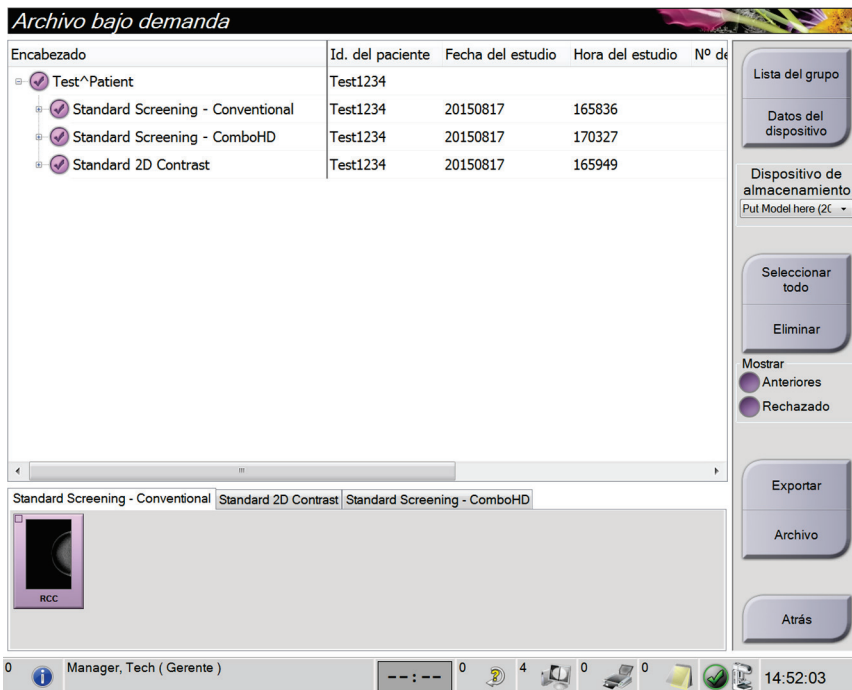 Archivo bajo demanda
Encabezado Id. del paciente Fecha del estudio Hora del estudio Nº de
Test^Patient Test1234
Standard Screening - Conventional Test1234 20150817 165836
Standard Screening - ComboHD Test1234 20150817 170327
Standard 2D Contrast Test1234 20150817 165949
Lista del grupo
Datos del
dispositivo
Dispositivo de
almacenamiento
Put Model here (20
Seleccionar
todo
Eliminar
Mostrar
Anteriores
Rechazado
Exportar
Archivo
Atrás
Standard Screening - Conventional Standard 2D Contrast Standard Screening - ComboHD
RCC
0 Manager, Tech ( Gerente ) --:-- 0 4 0 0 14:52:03